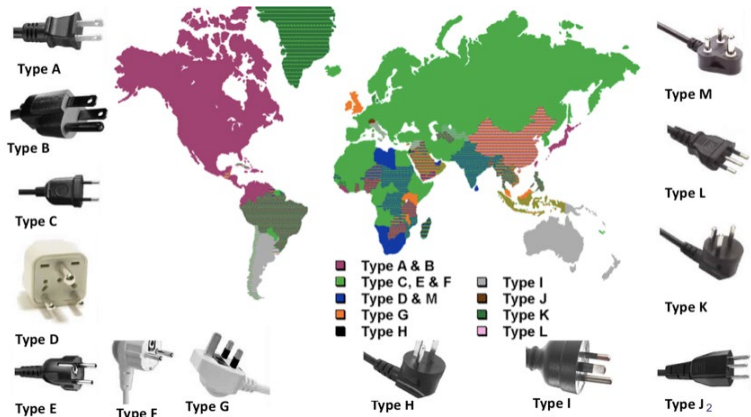 Type A
Type B
Type C
Type D
Type E
Type F
Type G
Type A & B
Type C, E & F
Type D & M
Type G
Type H
Type I
Type J
Type K
Type L
Type H
Type I
Type M
Type L
Type K
Type J 2